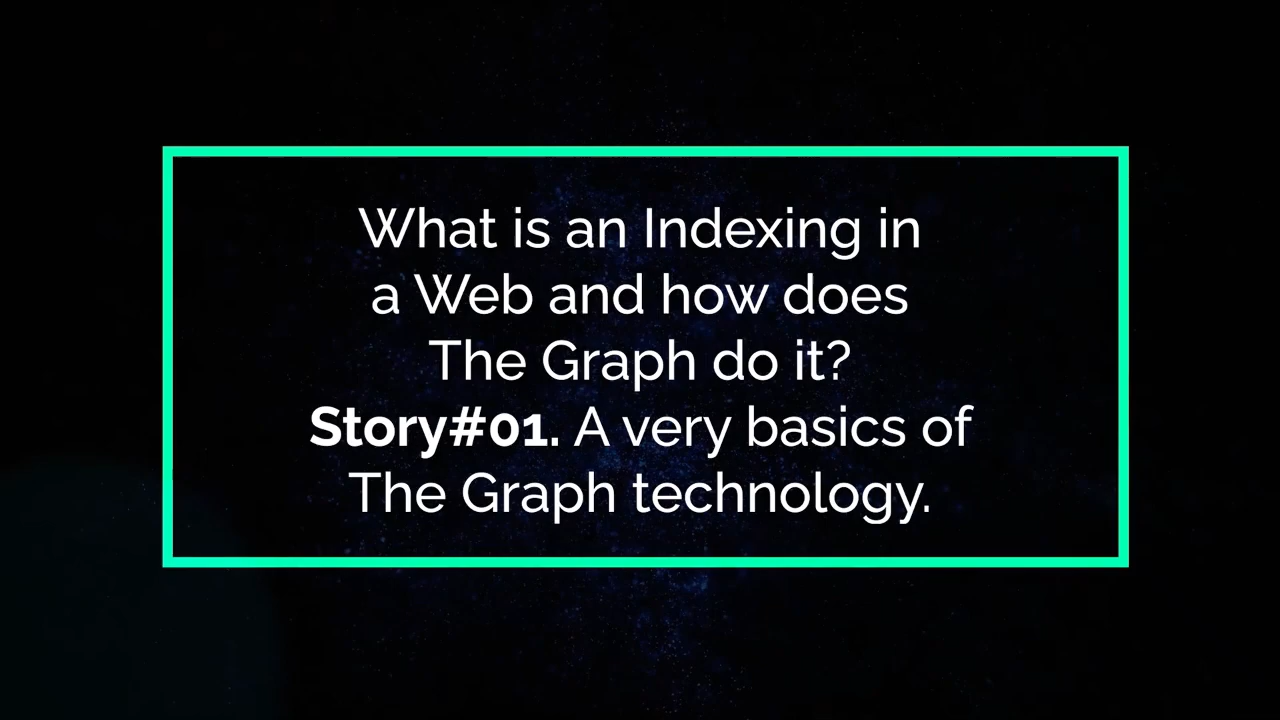 What is an Indexing in
a Web and how does
The Graph do it?
Story#01. A very basics of
The Graph technology.